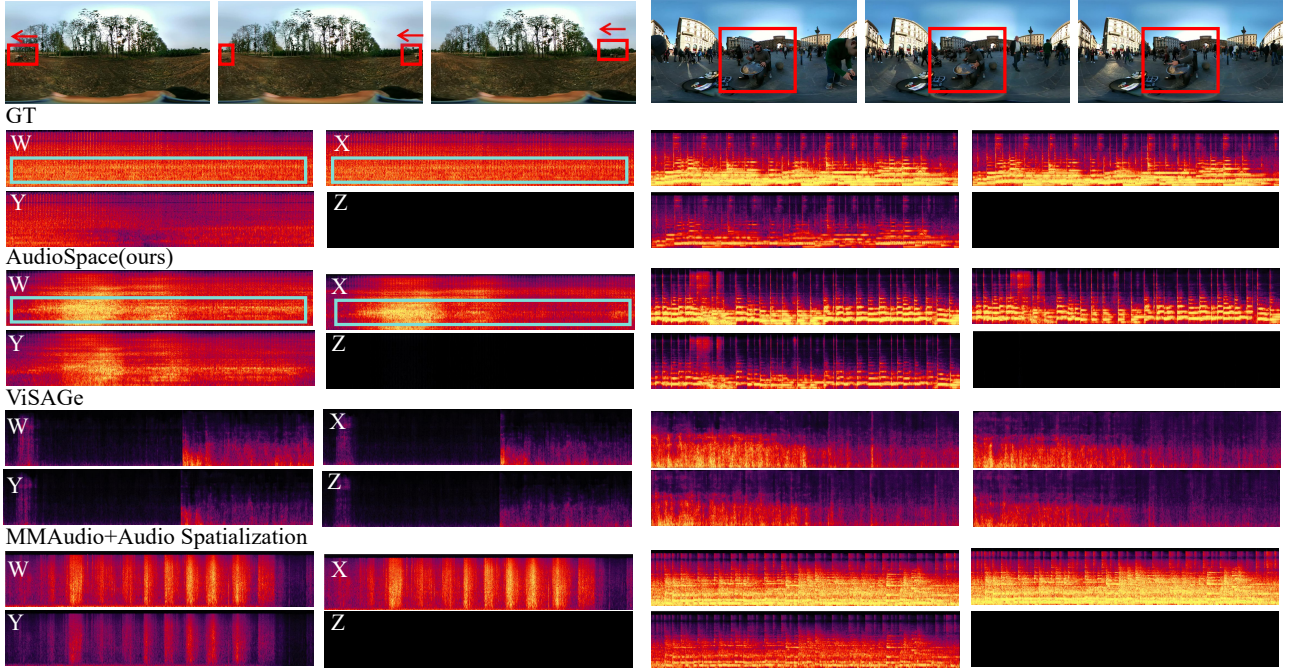 GT
W X
Y Z
AudioSpace(ours)
W X
Y Z
ViSAGe
W X
Y Z
MMAudio+Audio Spatialization
W X
Y Z